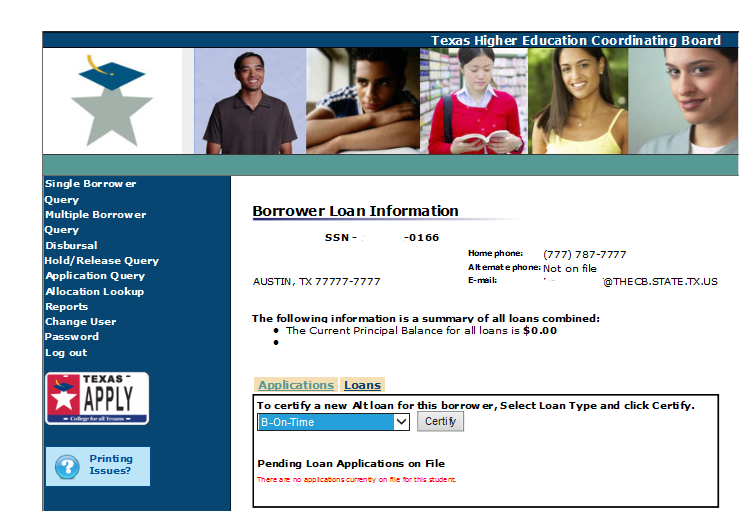 Texas Higher Education Coordinating Board
Single Borrower
Query
Multiple Borrower
Query
Disbursal
Hold/Release Query
Application Query
Allocation Lookup
Reports
Change User
Password
Log out
TEXAS
APPLY
College for all Texans
Printing
Issues?
Borrower Loan Information
SSN - -0166
Home phone: (777) 787-7777
Alternate phone: Not on file
AUSTIN, TX 77777-7777
E-mail: @THECB.STATE.TX.US
The following information is a summary of all loans combined:
• The Current Principal Balance for all loans is $0.00
•
Applications Loans
To certify a new Alt loan for this borrower, Select Loan Type and click Certify.
B-On-Time Certify
Pending Loan Applications on File
There are no applications currently on file for this student.